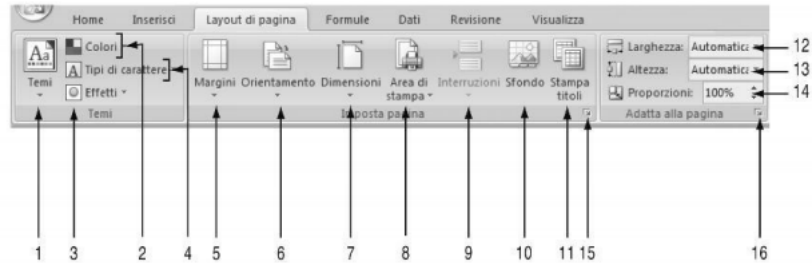 Home Inserisci Layout di pagina Formule Dati Revisione Visualizza
Colori
Larghezza: Automatica 12
Aa
Tipi di carattere
Altezza: Automatica 13
Temi
Margini Orientamento Dimensioni Area di stampa Interruzioni Sfondo Stampa titoli
Effetti
Proporzioni: 100% 14
Temi Imposta pagina Adatta alla pagina
1 3 2 4 5 6 7 8 9 10 11 15 16